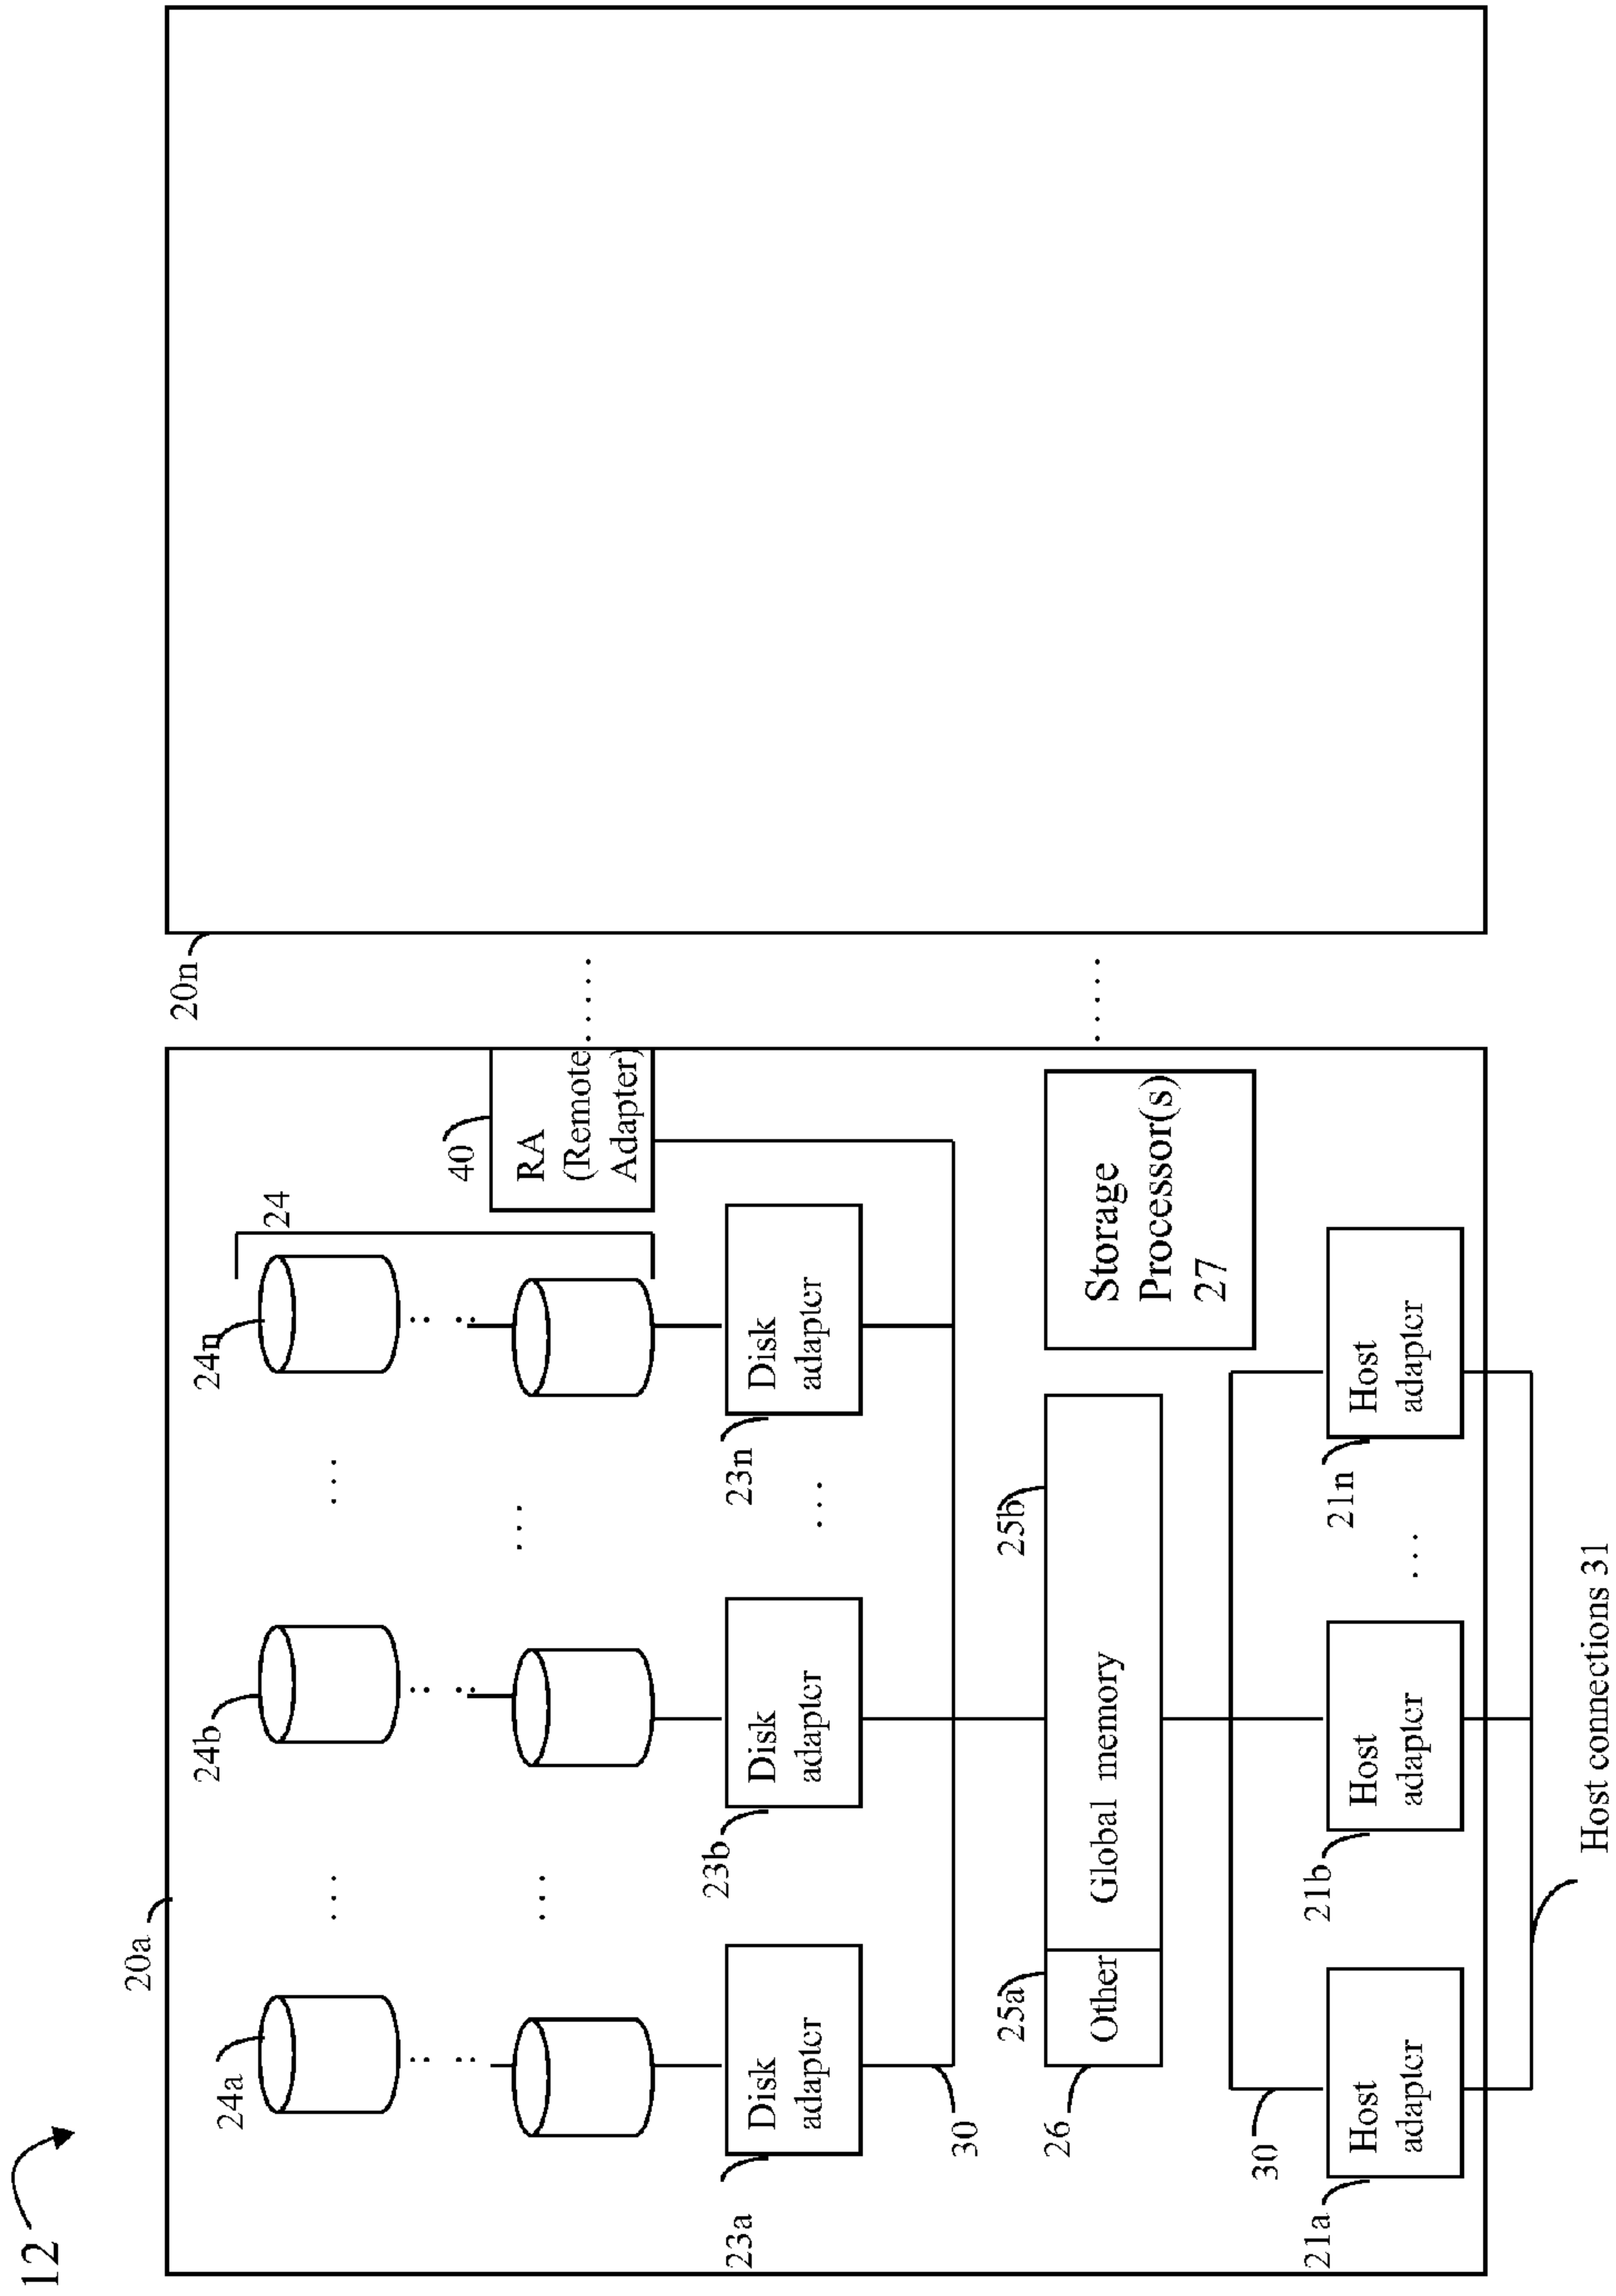 12
20a
20n
24a
24b
24n
24
40
RA
(Remote
Adapter)
23a
Disk
adapter
23b
Disk
adapter
23n
Disk
adapter
...
...
...
...
...
......
.....
30
25a
25b
26
Other
Global memory
Storage
Processor(s)
27
30
21a
Host
adapter
21b
Host
adapter
...
21n
Host
adapter
Host connections 31